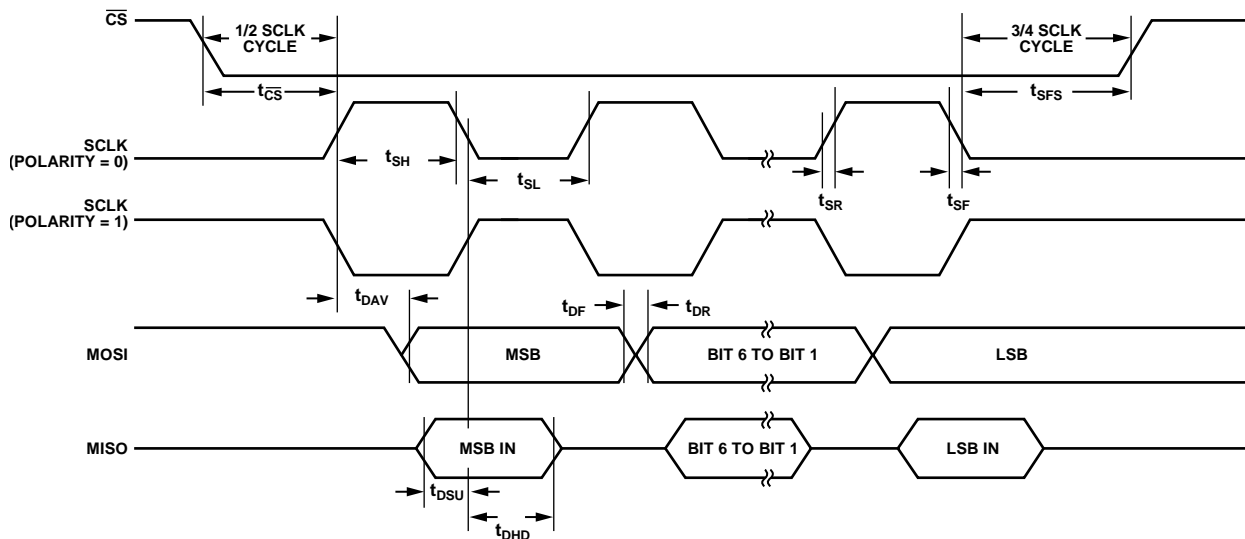 CS
1/2 SCLK
CYCLE
3/4 SCLK
CYCLE
tCS
tSFS
SCLK
(POLARITY = 0)
tSH
tSL
tSR
tSF
SCLK
(POLARITY = 1)
tDAV
tDF
tDR
MOSI
MSB
BIT 6 TO BIT 1
LSB
MISO
MSB IN
BIT 6 TO BIT 1
LSB IN
tDSU
tDHD